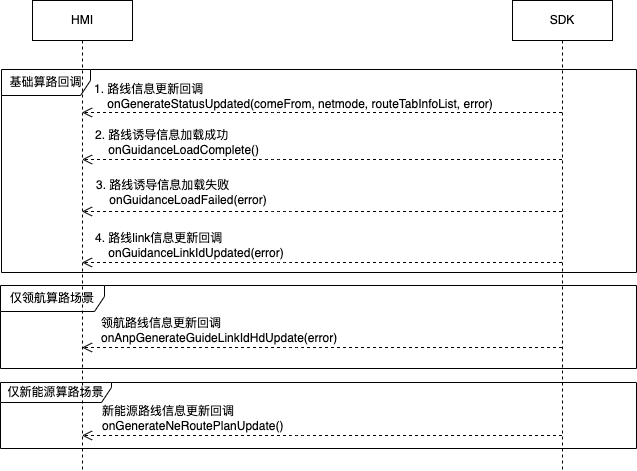 HMI
SDK
基础算路回调
1. 路线信息更新回调
onGenerateStatusUpdated(comeFrom, netmode, routeTabInfoList, error)
2. 路线诱导信息加载成功
onGuidanceLoadComplete()
3. 路线诱导信息加载失败
onGuidanceLoadFailed(error)
4. 路线link信息更新回调
onGuidanceLinkIdUpdated(error)
仅领航算路场景
领航路线信息更新回调
onAnpGenerateGuideLinkIdHdUpdate(error)
仅新能源算路场景
新能源路线信息更新回调
onGenerateNeRoutePlanUpdate()